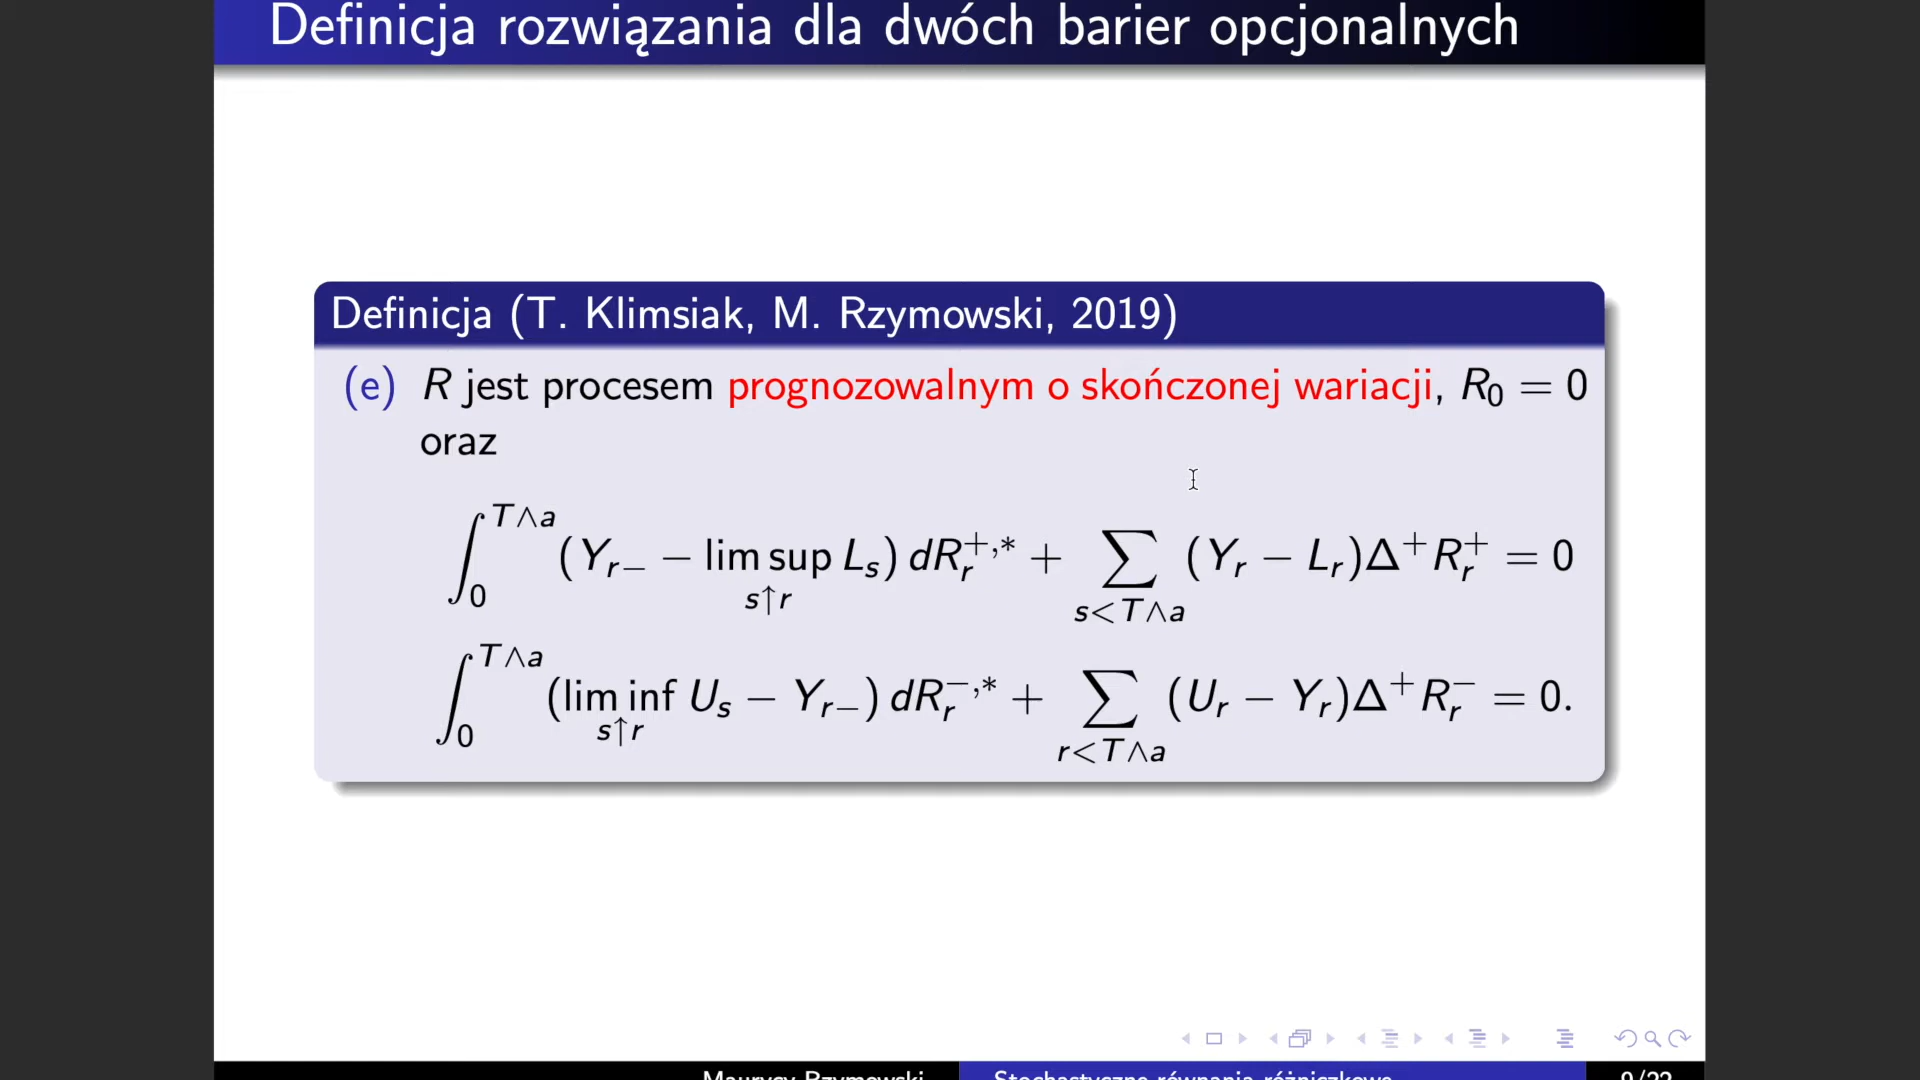 Definicja rozwiązania dla dwóch barier opcjonalnych
Definicja (T. Klimsiak, M. Rzymowski, 2019)
(e) R jest procesem prognozowalnym o skończonej wariacji, R₀ = 0
oraz
∫₀^{T∧a} (Y_{r−} − lim sup_{s↑r} L_s) dR_r^{+,*} + ∑_{s<T∧a} (Y_r − L_r)Δ⁺R_r^+ = 0
∫₀^{T∧a} (lim inf_{s↑r} U_s − Y_{r−}) dR_r^{−,*} + ∑_{r<T∧a} (U_r − Y_r)Δ⁺R_r^− = 0.
Maurycy Rzymowski Stochastyczne równania różniczkowe 9/22